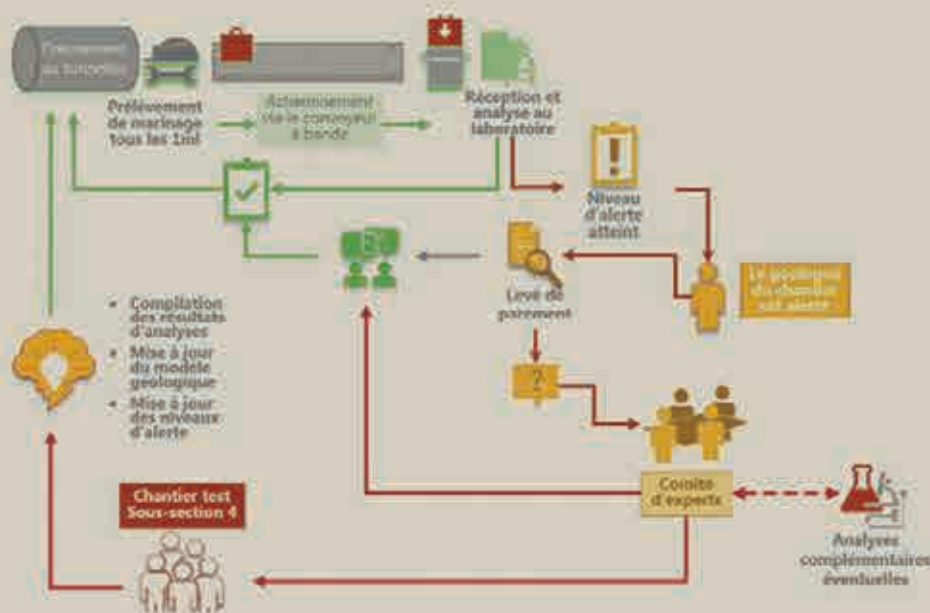 Prélèvement
de marinage
tous les 1ml
Acheminement
via le convoyeur
à bande
Réception et
analyse au
laboratoire
Niveau
d'alerte
atteint
Levé de
parement
Le géologue
du chantier
est alerté
• Compilation
des résultats
d'analyses
• Mise à jour
du modèle
géologique
• Mise à jour
des niveaux
d'alerte
?
Comité
d'experts
Chantier test
Sous-section 4
Analyses
complémentaires
éventuelles